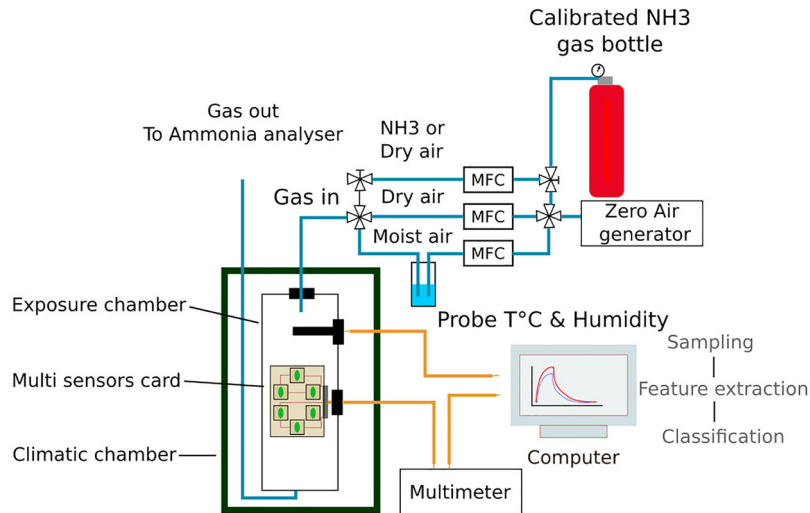 Calibrated NH3
gas bottle
Gas out
To Ammonia analyser
NH3 or
Dry air
MFC
Gas in
Dry air
MFC
Zero Air
generator
Moist air
MFC
Exposure chamber
Probe T°C & Humidity
Sampling
Multi sensors card
Feature extraction
Classification
Climatic chamber
Computer
Multimeter